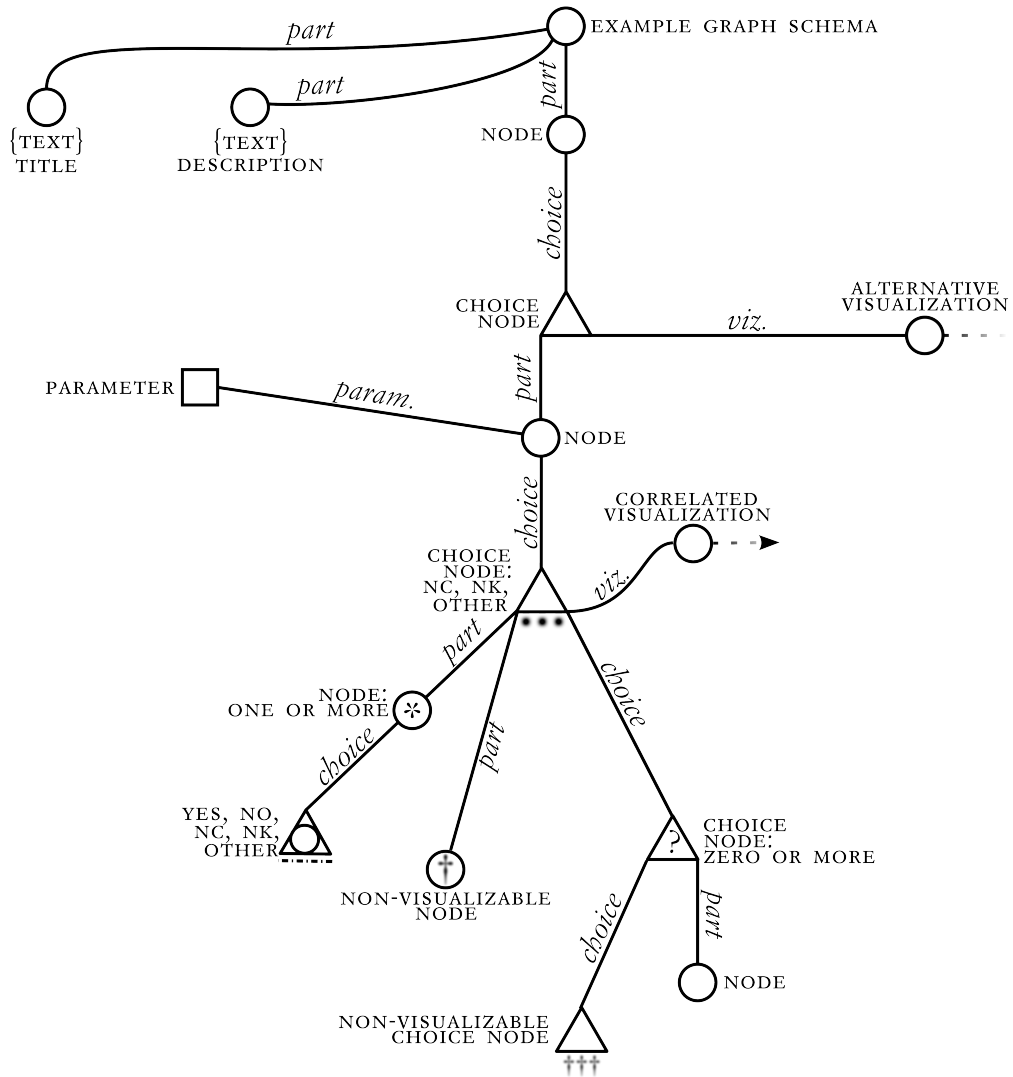 part
EXAMPLE GRAPH SCHEMA
part
part
{TEXT}
TITLE
{TEXT}
DESCRIPTION
NODE
choice
ALTERNATIVE
VISUALIZATION
CHOICE
NODE
viz.
part
PARAMETER
param.
NODE
choice
CORRELATED
VISUALIZATION
CHOICE
NODE:
NC, NK,
OTHER
viz.
part
choice
NODE:
ONE OR MORE
*
part
choice
YES, NO,
NC, NK,
OTHER
?
CHOICE
NODE:
ZERO OR MORE
†
NON-VISUALIZABLE
NODE
choice
part
NODE
NON-VISUALIZABLE
CHOICE NODE
†††